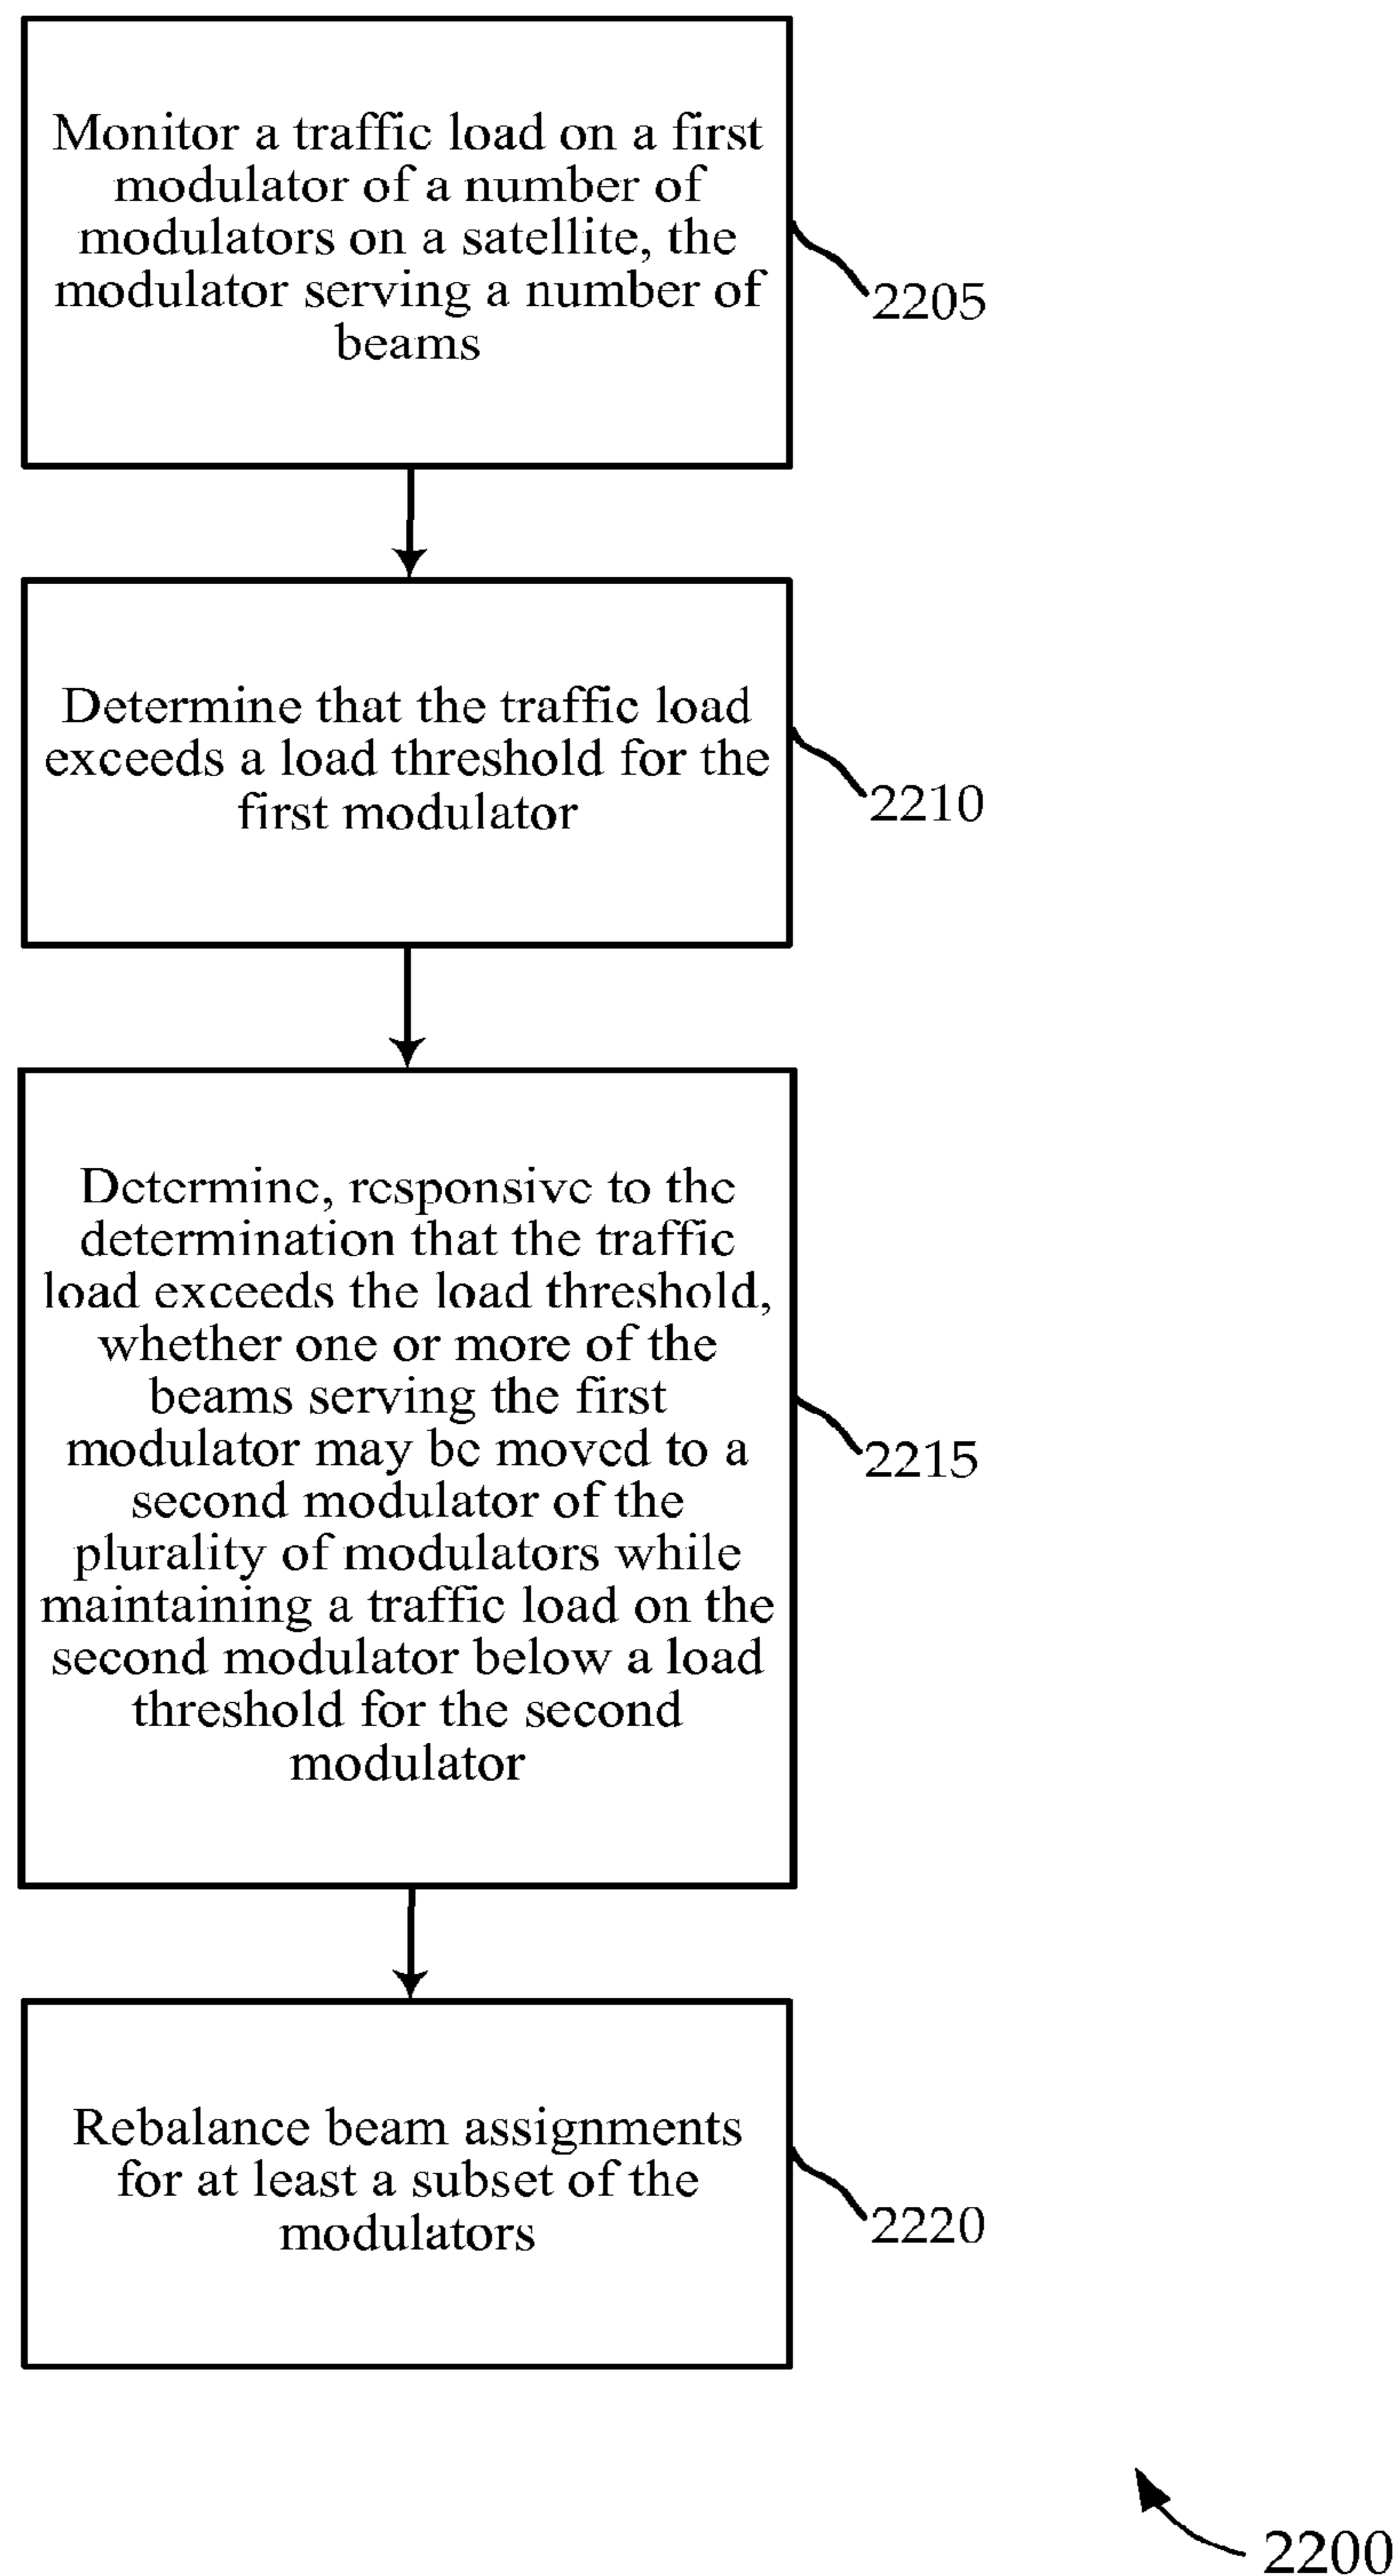 Monitor a traffic load on a first
modulator of a number of
modulators on a satellite, the
modulator serving a number of
beams
2205
Determine that the traffic load
exceeds a load threshold for the
first modulator
2210
Determine, responsive to the
determination that the traffic
load exceeds the load threshold,
whether one or more of the
beams serving the first
modulator may be moved to a
second modulator of the
plurality of modulators while
maintaining a traffic load on the
second modulator below a load
threshold for the second
modulator
2215
Rebalance beam assignments
for at least a subset of the
modulators
2220
2200